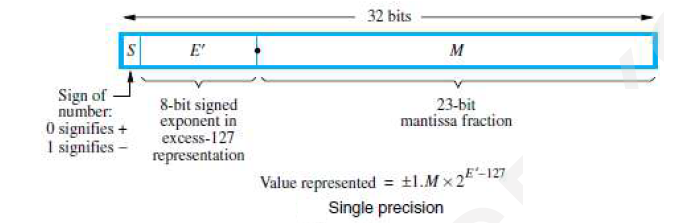 32 bits
S E′ M
Sign of
number:
0 signifies +
1 signifies −
8-bit signed
exponent in
excess-127
representation
23-bit
mantissa fraction
Value represented = ±1.M × 2^E′−127
Single precision